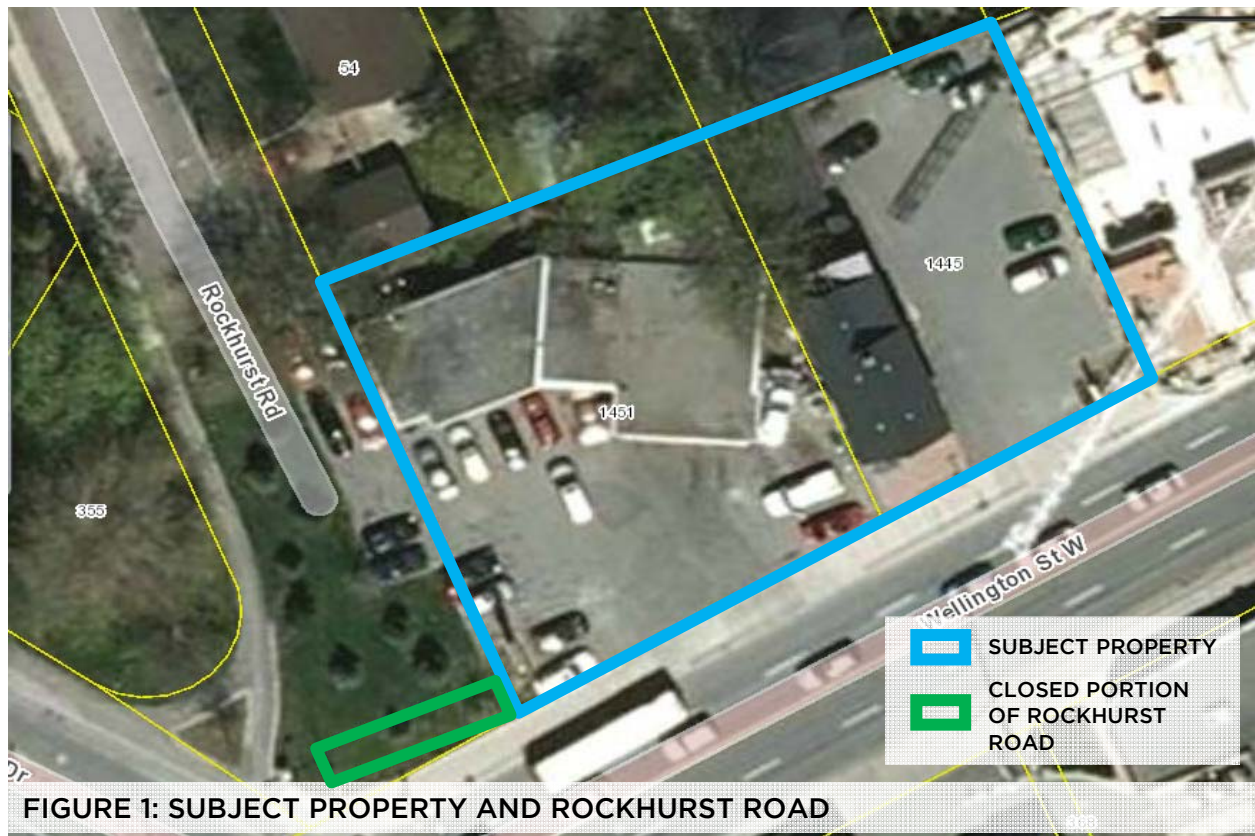 54
Rockhurst Rd
1445
1451
355
Wellington St W
SUBJECT PROPERTY
CLOSED PORTION
OF ROCKHURST
ROAD
Dr
FIGURE 1: SUBJECT PROPERTY AND ROCKHURST ROAD